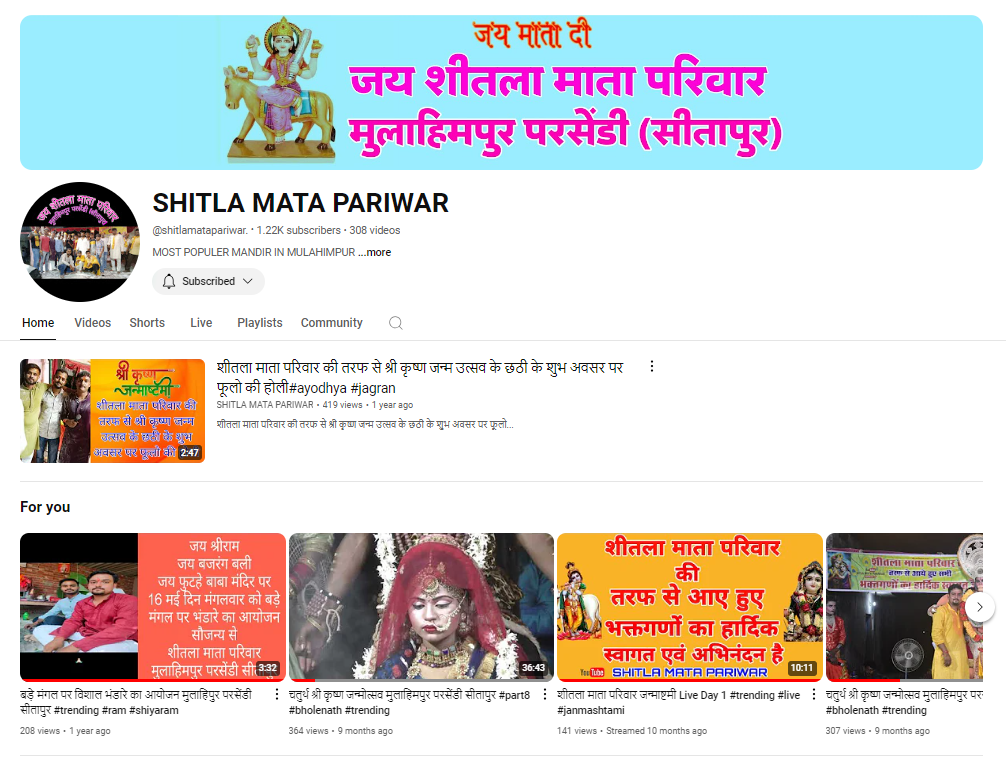 जय माता दी
जय शीतला माता परिवार
मुलाहिमपुर परसेंडी (सीतापुर)
जय शीतला माता परिवार
मुलाहिमपुर परसेंडी (सीतापुर)
SHITLA MATA PARIWAR
@shitlamatapariwar. • 1.22K subscribers • 308 videos
MOST POPULER MANDIR IN MULAHIMPUR ...more
Subscribed
Home Videos Shorts Live Playlists Community
श्री कृष्ण
जन्माष्टमी
शीतला माता परिवार की
तरफ से श्री कृष्ण जन्म
उत्सव के छठी के शुभ
अवसर पर फूलो की
2:47
शीतला माता परिवार की तरफ से श्री कृष्ण जन्म उत्सव के छठी के शुभ अवसर पर
फूलो की होली#ayodhya #jagran
SHITLA MATA PARIWAR • 419 views • 1 year ago
शीतला माता परिवार की तरफ से श्री कृष्ण जन्म उत्सव के छठी के शुभ अवसर पर फूलो...
For you
जय श्रीराम
जय बजरंग बली
जय फुट्हे बाबा मंदिर पर
16 मई दिन मंगलवार को बड़े
मंगल पर भंडारे का आयोजन
सौजन्य से
शीतला माता परिवार
मुलाहिमपुर परसेंडी
3:32
बड़े मंगल पर विशाल भंडारे का आयोजन मुलाहिपुर परसेंडी
सीतापुर #trending #ram #shiyaram
208 views • 1 year ago
36:43
चतुर्थ श्री कृष्ण जन्मोत्सव मुलाहिमपुर परसेंडी सीतापुर #part8
#bholenath #trending
364 views • 9 months ago
शीतला माता परिवार
की
तरफ से आए हुए
भक्तगणों का हार्दिक
स्वागत एवं अभिनंदन है
YouTube SHITLA MATA PARIWAR
10:11
शीतला माता परिवार जन्माष्टमी Live Day 1 #trending #live
#janmashtami
141 views • Streamed 10 months ago
शीतला माता परिवार
तरफ से आये हुए सभी
भक्तगणों का हार्दिक
चतुर्थ श्री कृष्ण जन्मोत्सव मुलाहिमपुर
#bholenath #trending
307 views • 9 months ago